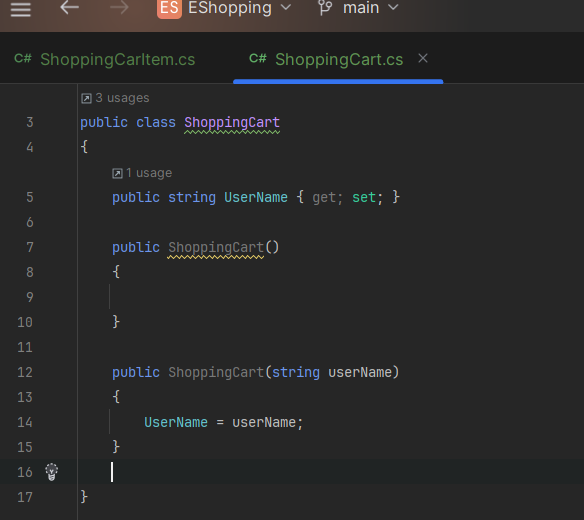 ES EShopping main
C# ShoppingCarItem.cs C# ShoppingCart.cs
3 usages
3 public class ShoppingCart
4 {
1 usage
5 public string UserName { get; set; }
6
7 public ShoppingCart()
8 {
9
10 }
11
12 public ShoppingCart(string userName)
13 {
14 UserName = userName;
15 }
16
17 }